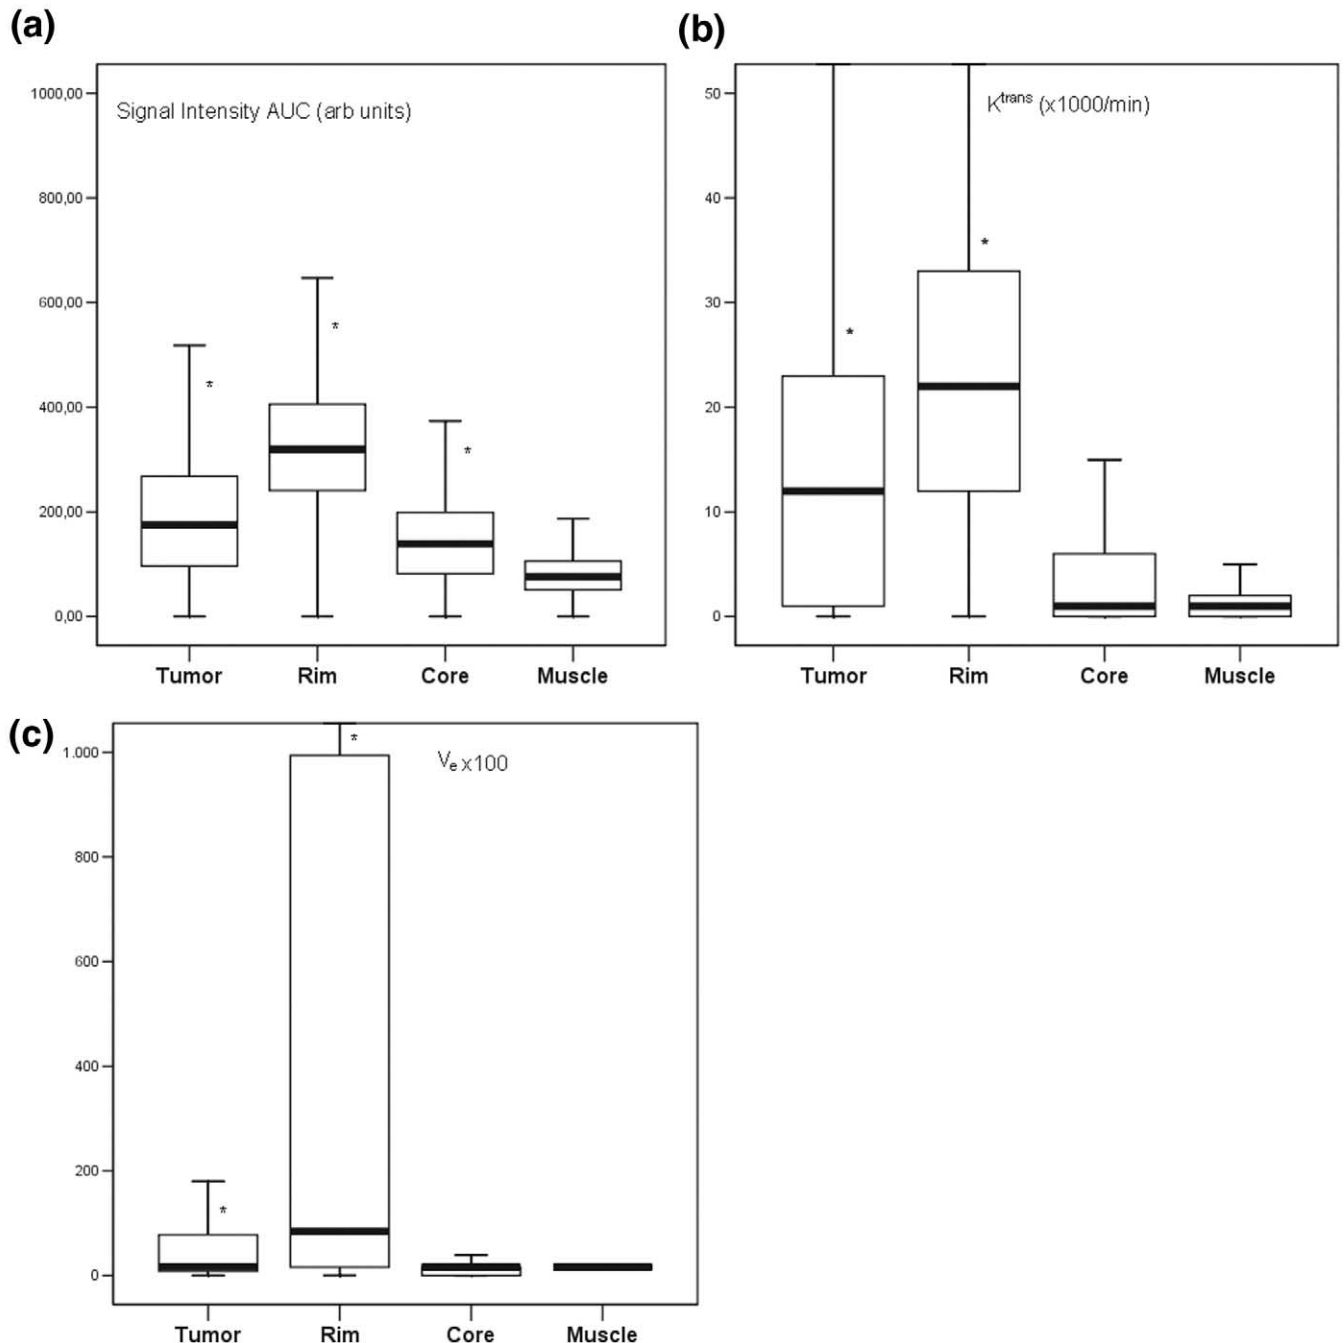 (a)
1000,00
Signal Intensity AUC (arb units)
800,00
600,00
*
*
400,00
*
200,00
0,00
Tumor Rim Core Muscle
(b)
50
Ktrans (x1000/min)
40
*
30
*
20
10
0
Tumor Rim Core Muscle
(c)
*
1.000
Ve x100
800
600
400
200
*
0
Tumor Rim Core Muscle